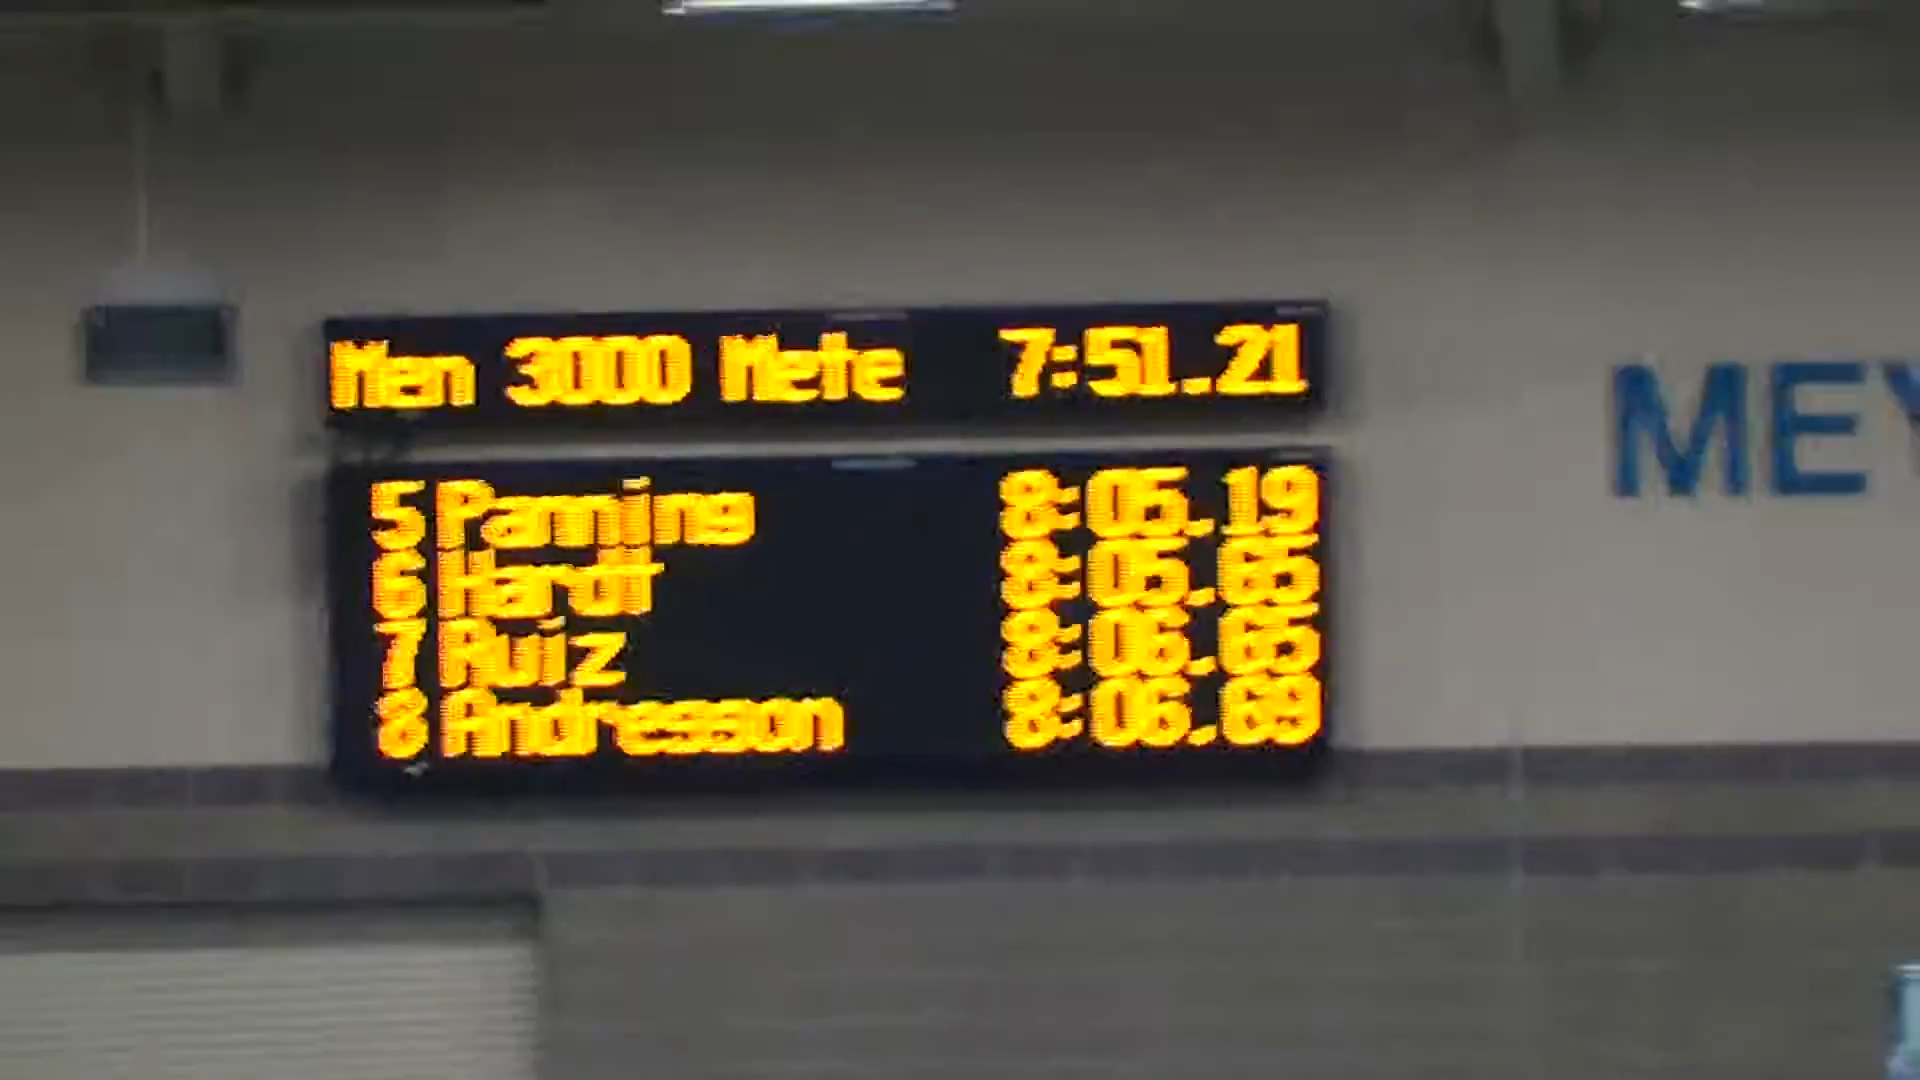 Men 3000 Mete 7:51.21
5 Panning 8:05.19
6 Hardt 8:05.65
7 Ruiz 8:06.65
8 Andresson 8:06.69
MEY